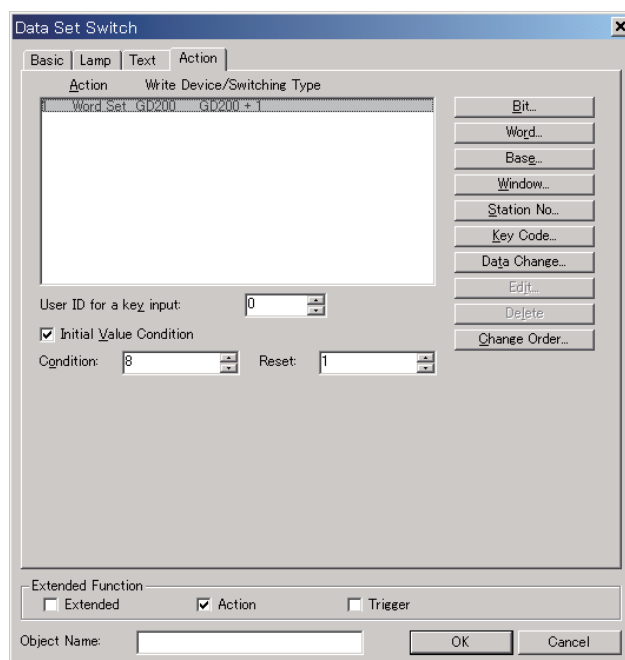 Data Set Switch
Basic Lamp Text Action
Action Write Device/Switching Type
1 Word Set GD200 GD200 + 1
Bit...
Word...
Base...
Window...
Station No...
Key Code...
Data Change...
Edit...
Delete
Change Order...
User ID for a key input: 0
Initial Value Condition
Condition: 8 Reset: 1
Extended Function
Extended Action Trigger
Object Name: OK Cancel